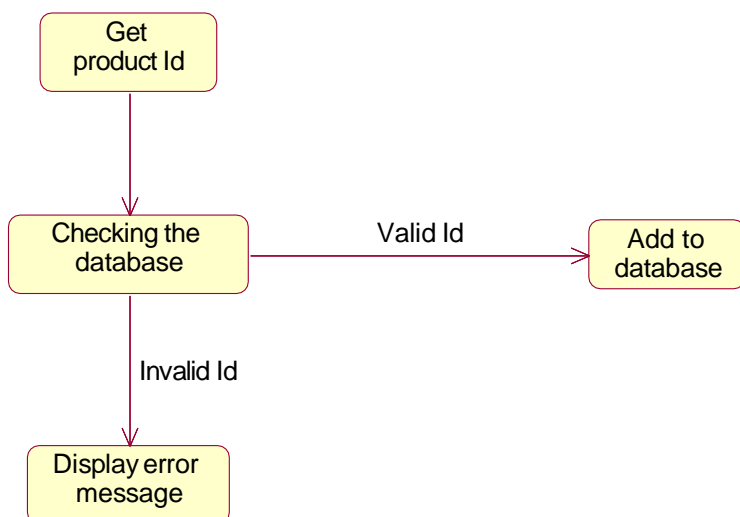 Get
product Id
Checking the
database
Valid Id
Add to
database
Invalid Id
Display error
message